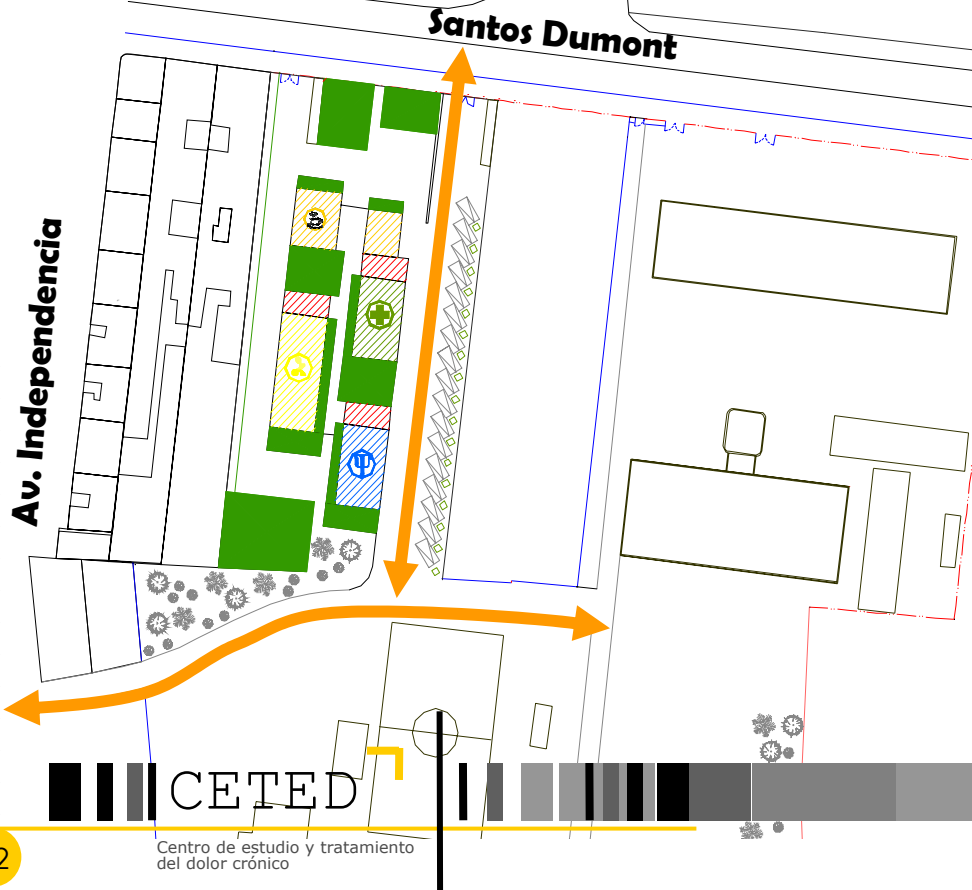 Santos Dumont
Av. Independencia
CETED
2
Centro de estudio y tratamiento
del dolor crónico